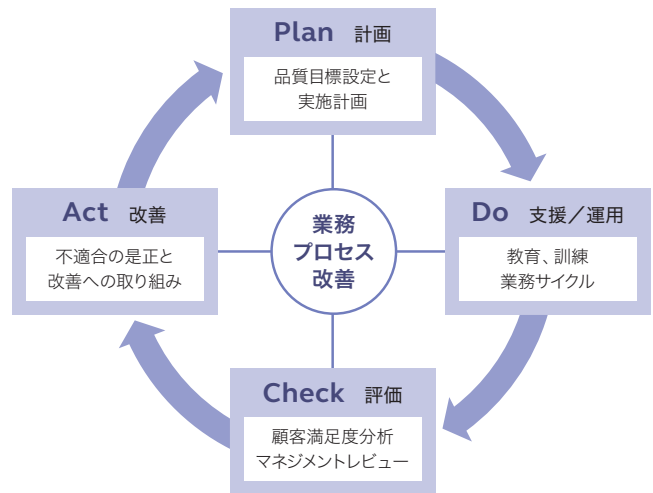 Plan 計画
品質目標設定と
実施計画
Act 改善
不適合の是正と
改善への取り組み
業務
プロセス
改善
Do 支援／運用
教育、訓練
業務サイクル
Check 評価
顧客満足度分析
マネジメントレビュー